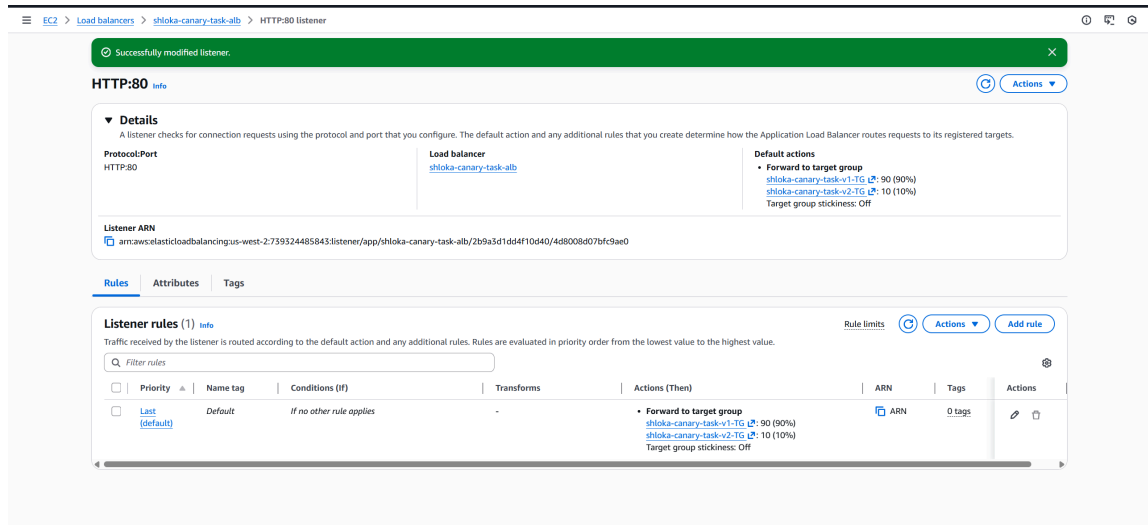 EC2 > Load balancers > shloka-canary-task-alb > HTTP:80 listener
Successfully modified listener.
HTTP:80 Info
Actions
Details
A listener checks for connection requests using the protocol and port that you configure. The default action and any additional rules that you create determine how the Application Load Balancer routes requests to its registered targets.
Protocol:Port
HTTP:80
Load balancer
shloka-canary-task-alb
Default actions
• Forward to target group
shloka-canary-task-v1-TG : 90 (90%)
shloka-canary-task-v2-TG : 10 (10%)
Target group stickiness: Off
Listener ARN
arn:aws:elasticloadbalancing:us-west-2:739324485843:listener/app/shloka-canary-task-alb/2b9a3d1dd4f10d40/4d8008d07bfc9ae0
Rules Attributes Tags
Listener rules (1) Info
Rule limits Actions Add rule
Traffic received by the listener is routed according to the default action and any additional rules. Rules are evaluated in priority order from the lowest value to the highest value.
Filter rules
Priority Name tag Conditions (If) Transforms Actions (Then) ARN Tags Actions
Last (default)
Default
If no other rule applies
-
• Forward to target group
shloka-canary-task-v1-TG : 90 (90%)
shloka-canary-task-v2-TG : 10 (10%)
Target group stickiness: Off
ARN
0 tags